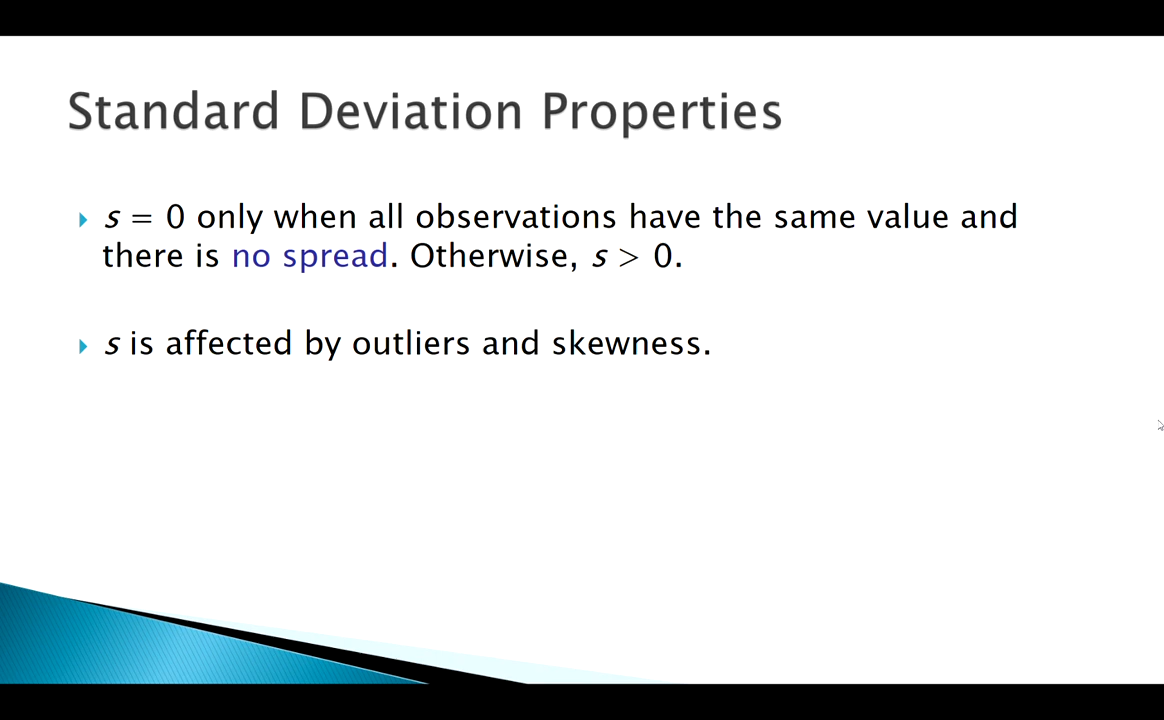 Standard Deviation Properties
s = 0 only when all observations have the same value and
there is no spread. Otherwise, s > 0.
s is affected by outliers and skewness.